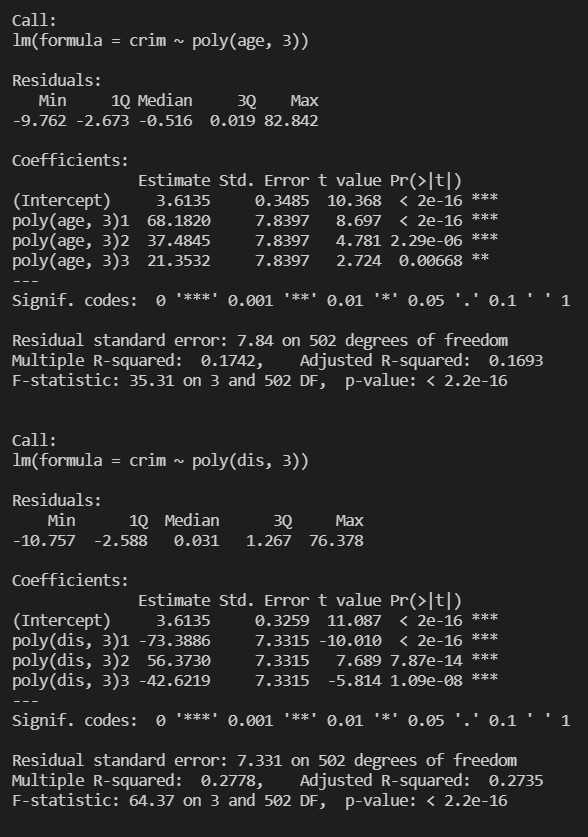 Call:
lm(formula = crim ~ poly(age, 3))

Residuals:
   Min     1Q Median     3Q    Max
-9.762 -2.673 -0.516  0.019 82.842

Coefficients:
             Estimate Std. Error t value Pr(>|t|)
(Intercept)    3.6135     0.3485  10.368  < 2e-16 ***
poly(age, 3)1 68.1820     7.8397   8.697  < 2e-16 ***
poly(age, 3)2 37.4845     7.8397   4.781 2.29e-06 ***
poly(age, 3)3 21.3532     7.8397   2.724  0.00668 **
---
Signif. codes:  0 '***' 0.001 '**' 0.01 '*' 0.05 '.' 0.1 ' ' 1

Residual standard error: 7.84 on 502 degrees of freedom
Multiple R-squared:  0.1742,    Adjusted R-squared:  0.1693
F-statistic: 35.31 on 3 and 502 DF,  p-value: < 2.2e-16

Call:
lm(formula = crim ~ poly(dis, 3))

Residuals:
    Min      1Q  Median      3Q     Max
-10.757  -2.588   0.031   1.267  76.378

Coefficients:
             Estimate Std. Error t value Pr(>|t|)
(Intercept)    3.6135     0.3259  11.087  < 2e-16 ***
poly(dis, 3)1 -73.3886     7.3315 -10.010  < 2e-16 ***
poly(dis, 3)2  56.3730     7.3315   7.689 7.87e-14 ***
poly(dis, 3)3 -42.6219     7.3315  -5.814 1.09e-08 ***
---
Signif. codes:  0 '***' 0.001 '**' 0.01 '*' 0.05 '.' 0.1 ' ' 1

Residual standard error: 7.331 on 502 degrees of freedom
Multiple R-squared:  0.2778,    Adjusted R-squared:  0.2735
F-statistic: 64.37 on 3 and 502 DF,  p-value: < 2.2e-16